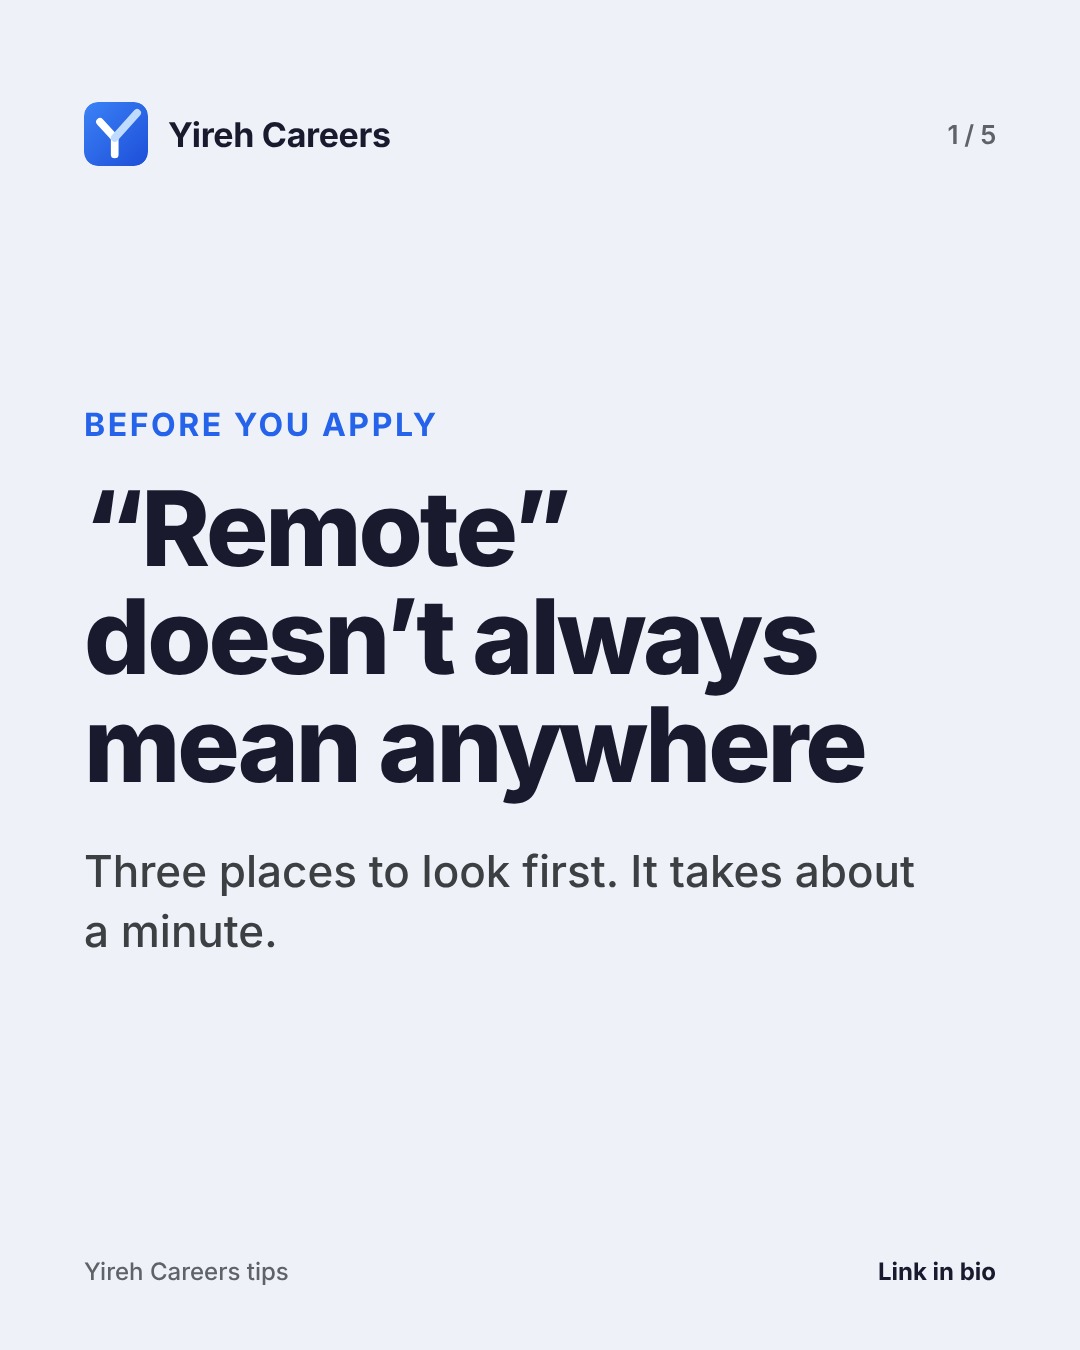 Yireh Careers
1 / 5
BEFORE YOU APPLY
“Remote”
doesn’t always
mean anywhere
Three places to look first. It takes about
a minute.
Yireh Careers tips
Link in bio